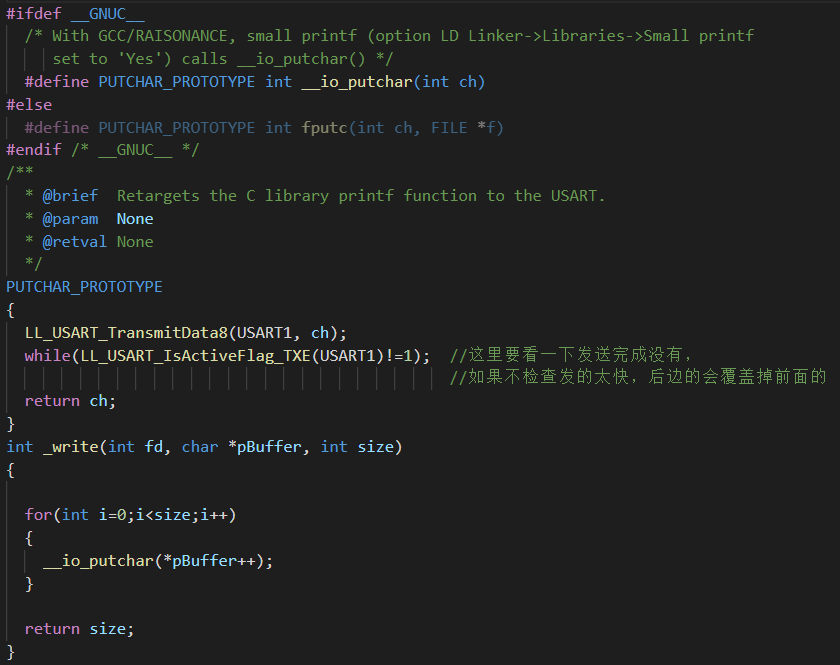 #ifdef __GNUC__
/* With GCC/RAISONANCE, small printf (option LD Linker->Libraries->Small printf
set to 'Yes') calls __io_putchar() */
#define PUTCHAR_PROTOTYPE int __io_putchar(int ch)
#else
#define PUTCHAR_PROTOTYPE int fputc(int ch, FILE *f)
#endif /* __GNUC__ */
/**
* @brief  Retargets the C library printf function to the USART.
* @param  None
* @retval None
*/
PUTCHAR_PROTOTYPE
{
LL_USART_TransmitData8(USART1, ch);
while(LL_USART_IsActiveFlag_TXE(USART1)!=1);  //这里要看一下发送完成没有，
//如果不检查发的太快，后边的会覆盖掉前面的
return ch;
}
int _write(int fd, char *pBuffer, int size)
{
for(int i=0;i<size;i++)
{
__io_putchar(*pBuffer++);
}
return size;
}